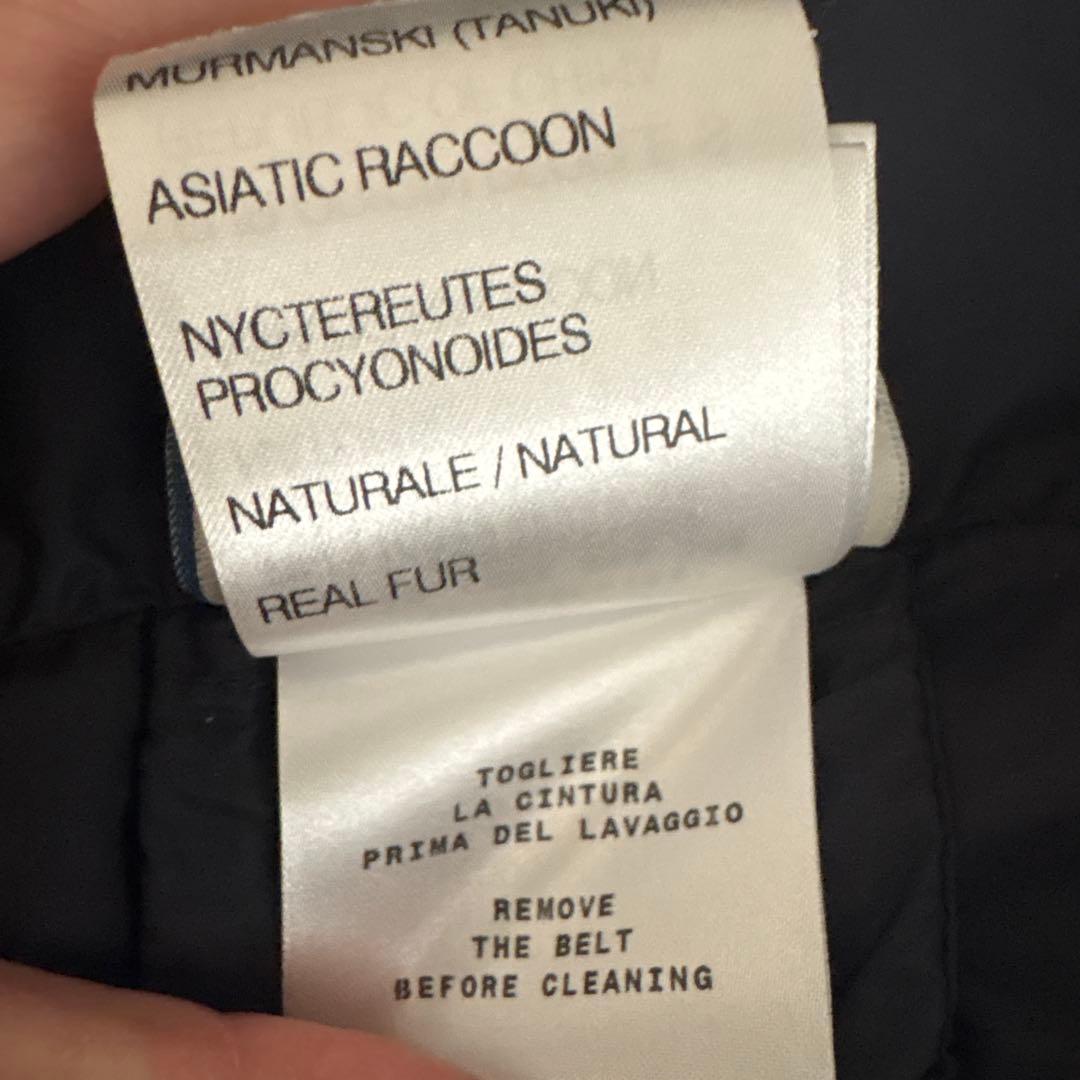 MURMANSKI (TANUKI)
ASIATIC RACCOON
NYCTEREUTES
PROCYONOIDES
NATURALE / NATURAL
REAL FUR
TOGLIERE
LA CINTURA
PRIMA DEL LAVAGGIO
REMOVE
THE BELT
BEFORE CLEANING